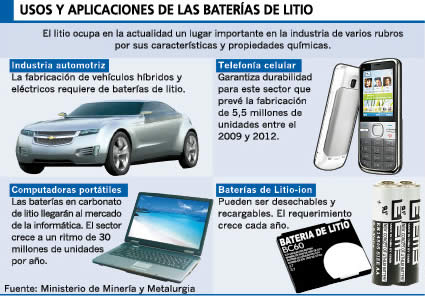 USOS Y APLICACIONES DE LAS BATERÍAS DE LITIO
El litio ocupa en la actualidad un lugar importante en la industria de varios rubros
por sus características y propiedades químicas.
Industria automotriz
La fabricación de vehículos híbridos y
eléctricos requiere de baterías de litio.
Telefonía celular
Garantiza durabilidad
para este sector que
prevé la fabricación
de 5,5 millones de
unidades entre el
2009 y 2012.
Computadoras portátiles
Las baterías en carbonato
de litio llegarán al mercado
de la informática. El sector
crece a un ritmo de 30
millones de unidades
por año.
Baterías de Litio-ion
Pueden ser desechables y
recargables. El requerimiento
crece cada año.
BATERIA DE LITIO
BC60
Fuente: Ministerio de Minería y Metalurgia